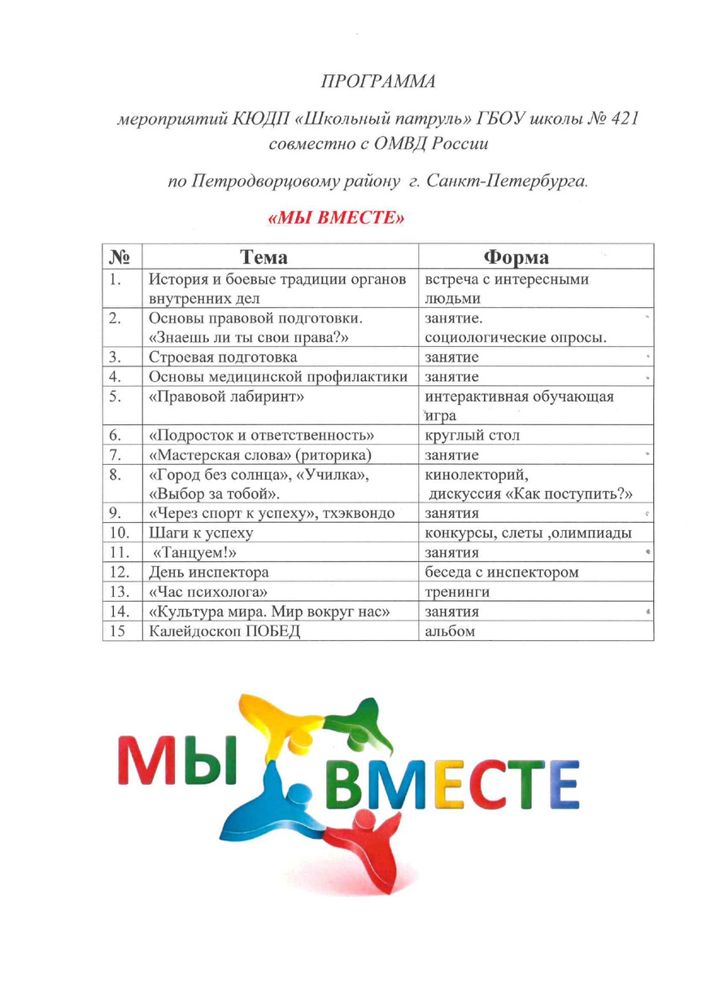 ПРОГРАММА
мероприятий КЮДП «Школьный патруль» ГБОУ школы № 421
совместно с ОМВД России
по Петродворцовому району г. Санкт-Петербурга.
«МЫ ВМЕСТЕ»
№ Тема Форма
1. История и боевые традиции органов встреча с интересными
внутренних дел людьми
2. Основы правовой подготовки. занятие.
«Знаешь ли ты свои права?» социологические опросы.
3. Строевая подготовка занятие
4. Основы медицинской профилактики занятие
5. «Правовой лабиринт» интерактивная обучающая
игра
6. «Подросток и ответственность» круглый стол
7. «Мастерская слова» (риторика) занятие
8. «Город без солнца», «Училка», кинолекторий,
«Выбор за тобой». дискуссия «Как поступить?»
9. «Через спорт к успеху», тхэквондо занятия
10. Шаги к успеху конкурсы, слеты ,олимпиады
11. «Танцуем!» занятия
12. День инспектора беседа с инспектором
13. «Час психолога» тренинги
14. «Культура мира. Мир вокруг нас» занятия
15 Калейдоскоп ПОБЕД альбом
МЫ ВМЕСТЕ